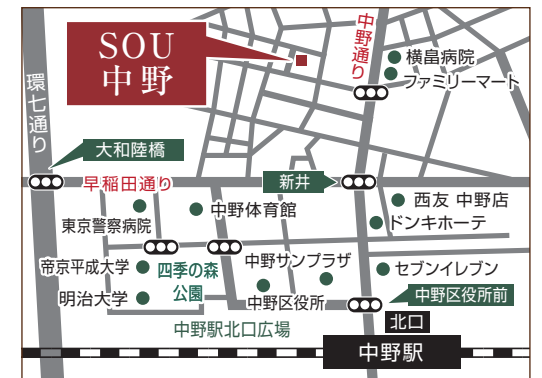 SOU
中野
中野通り
横畠病院
ファミリーマート
環七通り
大和陸橋
早稲田通り
新井
西友 中野店
中野体育館
ドンキホーテ
東京警察病院
中野サンプラザ
帝京平成大学
四季の森
公園
セブンイレブン
明治大学
中野区役所
中野区役所前
中野駅北口広場
北口
中野駅